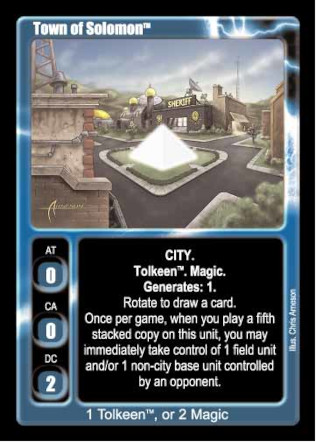 Town of Solomon™
SHERIFF
Arneson
AT
0
CA
0
DC
2
CITY.
Tolkeen™. Magic.
Generates: 1.
Rotate to draw a card.
Once per game, when you play a fifth
stacked copy on this unit, you may
immediately take control of 1 field unit
and/or 1 non-city base unit controlled
by an opponent.
Illus. Chris Arneson
1 Tolkeen™, or 2 Magic